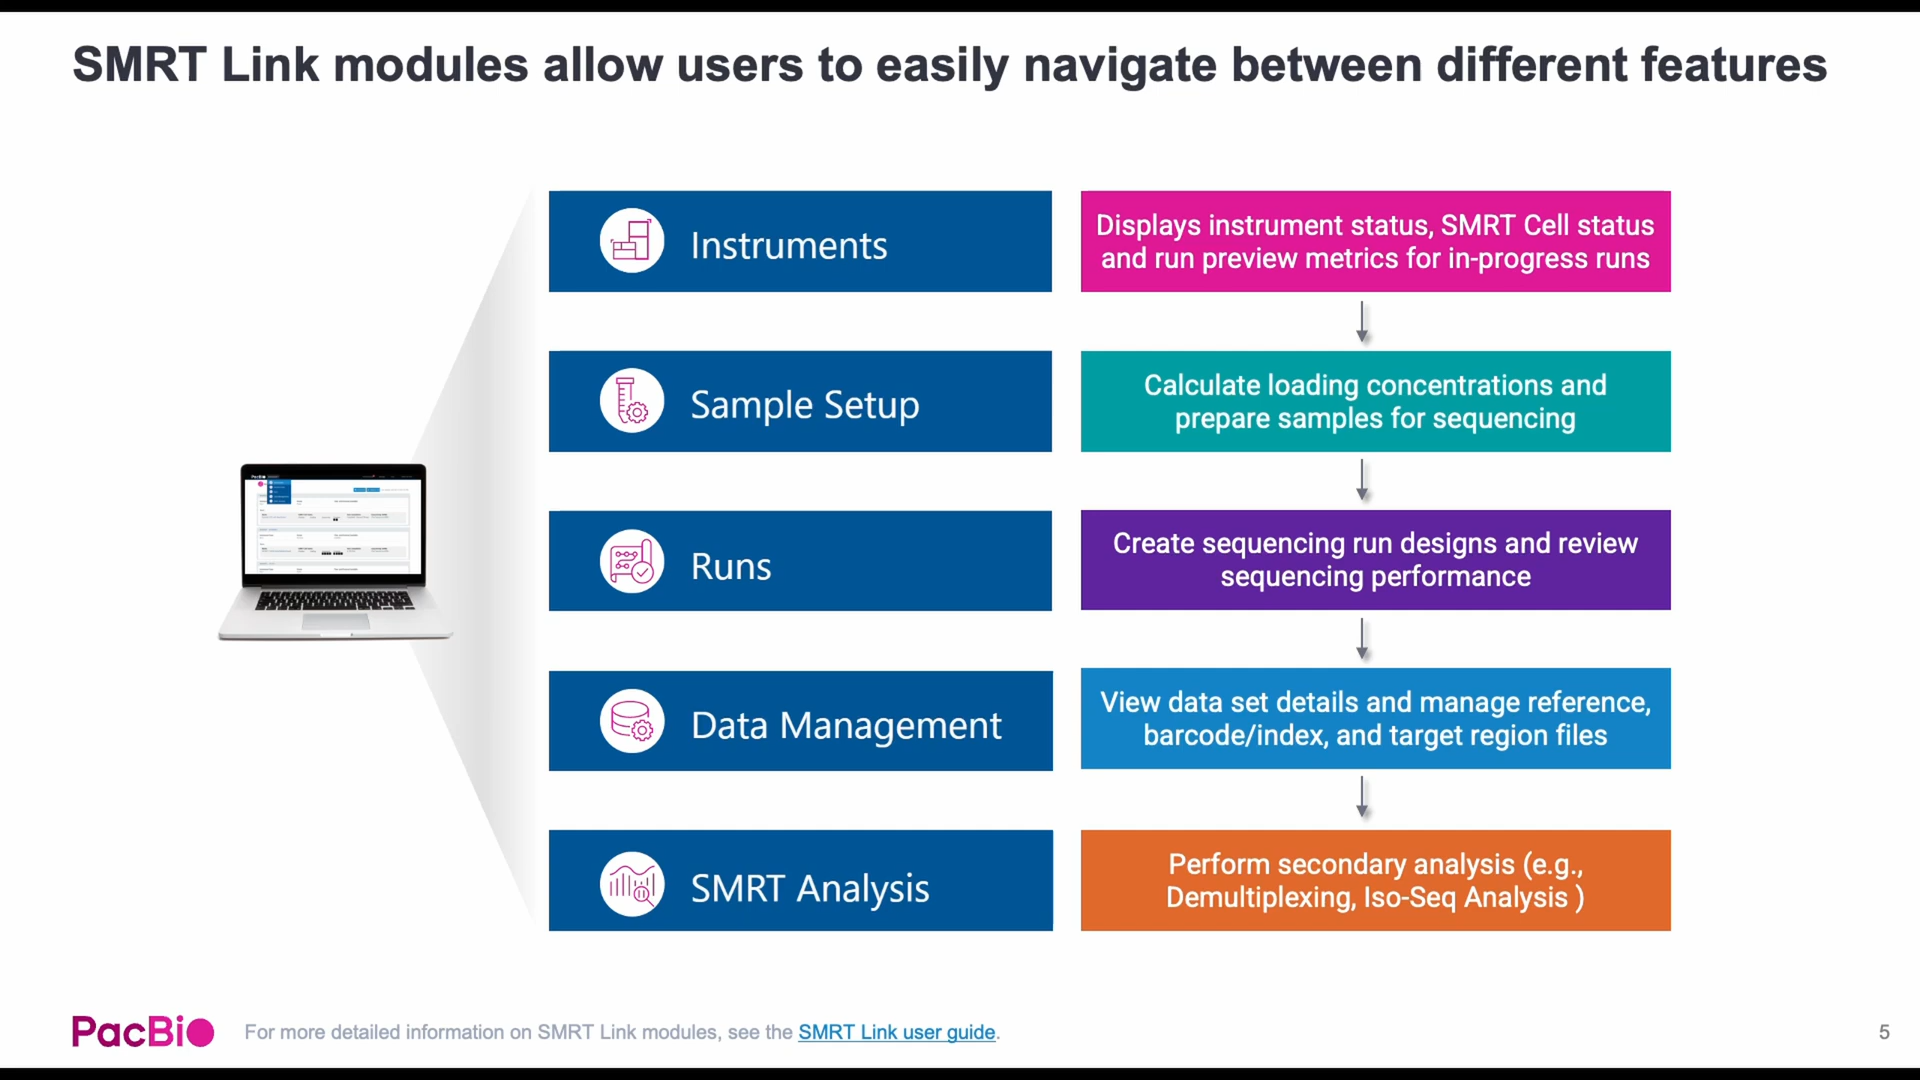 SMRT Link modules allow users to easily navigate between different features
Instruments
Displays instrument status, SMRT Cell status
and run preview metrics for in-progress runs
Sample Setup
Calculate loading concentrations and
prepare samples for sequencing
Runs
Create sequencing run designs and review
sequencing performance
Data Management
View data set details and manage reference,
barcode/index, and target region files
SMRT Analysis
Perform secondary analysis (e.g.,
Demultiplexing, Iso-Seq Analysis )
PacBio
For more detailed information on SMRT Link modules, see the SMRT Link user guide.
5